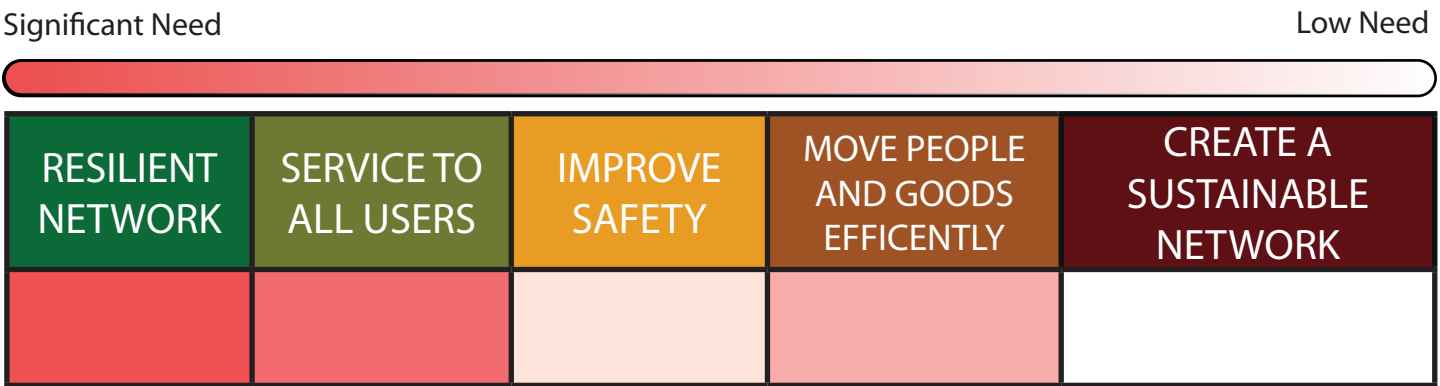 Significant Need
Low Need
RESILIENT
NETWORK
SERVICE TO
ALL USERS
IMPROVE
SAFETY
MOVE PEOPLE
AND GOODS
EFFICENTLY
CREATE A
SUSTAINABLE
NETWORK